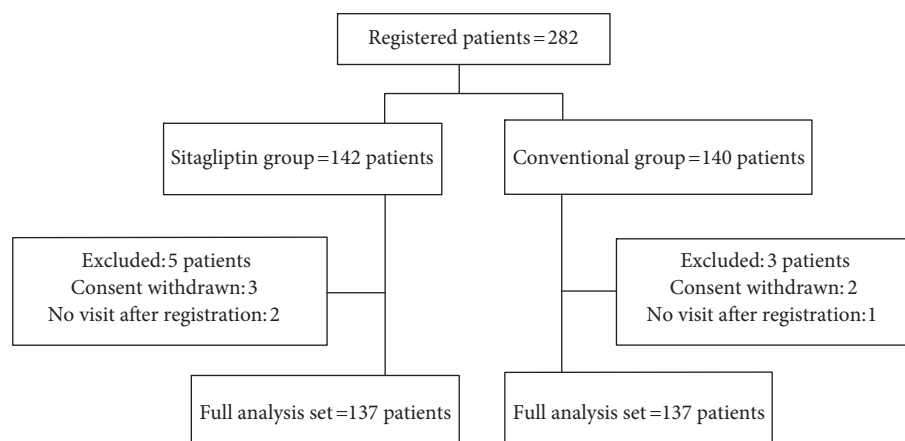 Registered patients=282
Sitagliptin group=142 patients
Conventional group=140 patients
Excluded: 5 patients
Consent withdrawn: 3
No visit after registration: 2
Excluded: 3 patients
Consent withdrawn: 2
No visit after registration: 1
Full analysis set=137 patients
Full analysis set=137 patients